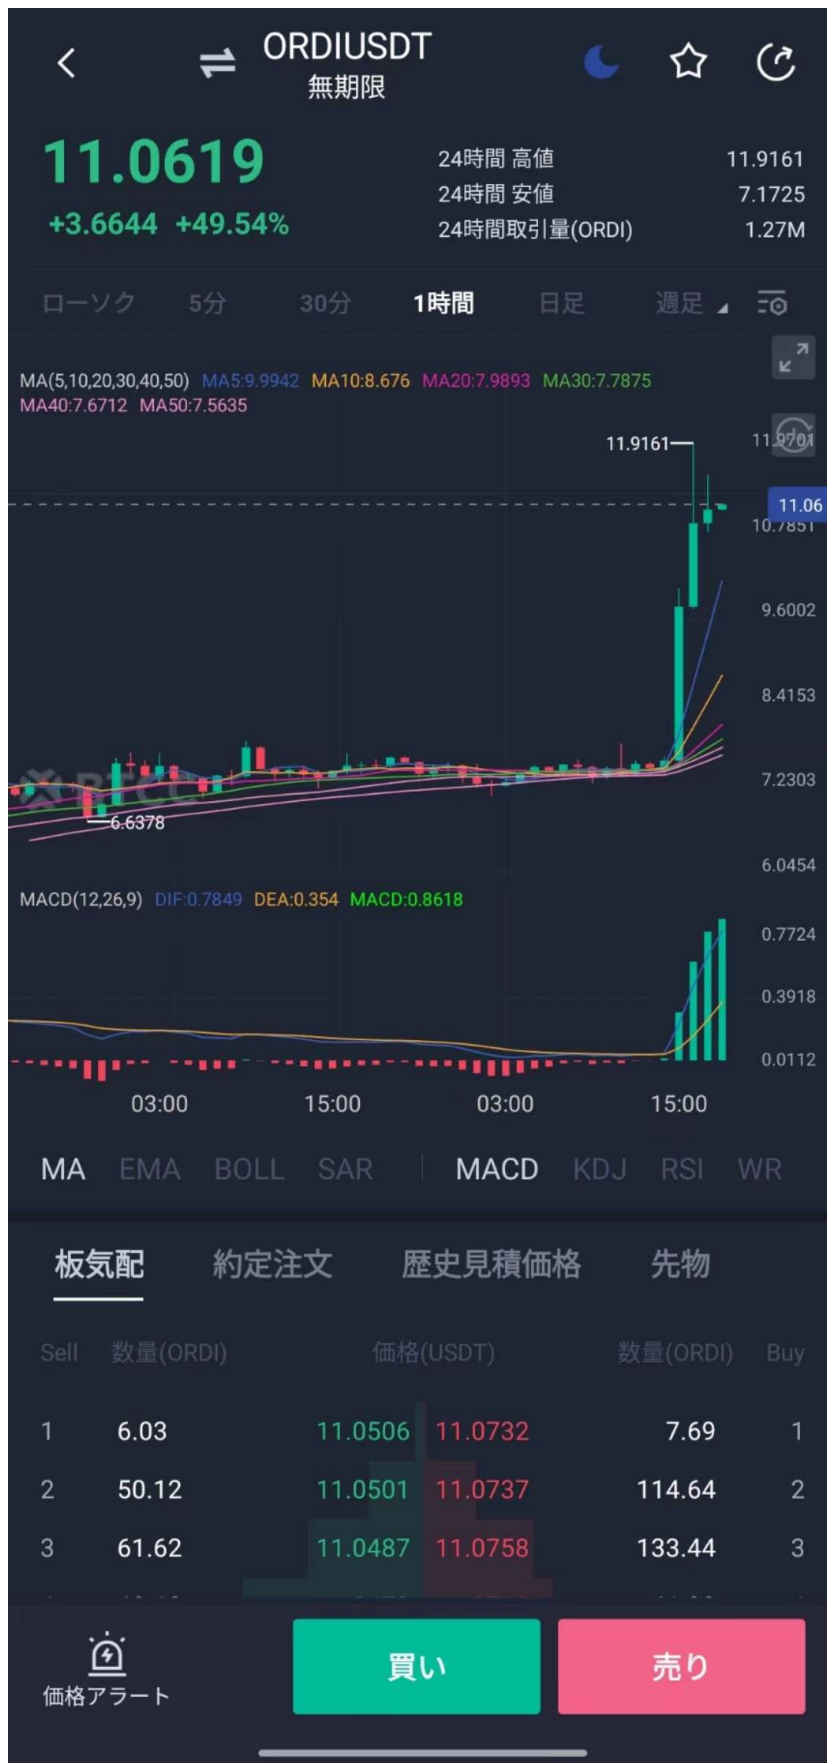 ORDIUSDT
無期限
11.0619
+3.6644 +49.54%
24時間 高値 11.9161
24時間 安値 7.1725
24時間取引量(ORDI) 1.27M
ローソク 5分 30分 1時間 日足 週足
MA(5,10,20,30,40,50) MA5:9.9942 MA10:8.676 MA20:7.9893 MA30:7.7875
MA40:7.6712 MA50:7.5635
11.9161 11.9701
11.06
10.7851
9.6002
8.4153
7.2303
BTCC
6.6378
6.0454
MACD(12,26,9) DIF:0.7849 DEA:0.354 MACD:0.8618
0.7724
0.3918
0.0112
03:00 15:00 03:00 15:00
MA EMA BOLL SAR MACD KDJ RSI WR
板気配 約定注文 歴史見積価格 先物
Sell 数量(ORDI) 価格(USDT) 数量(ORDI) Buy
1 6.03 11.0506 11.0732 7.69 1
2 50.12 11.0501 11.0737 114.64 2
3 61.62 11.0487 11.0758 133.44 3
価格アラート 買い 売り